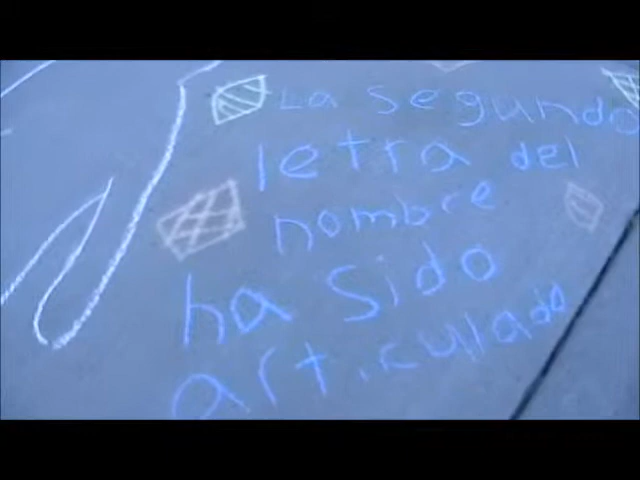 La segunda
letra del
nombre
ha sido
articulada